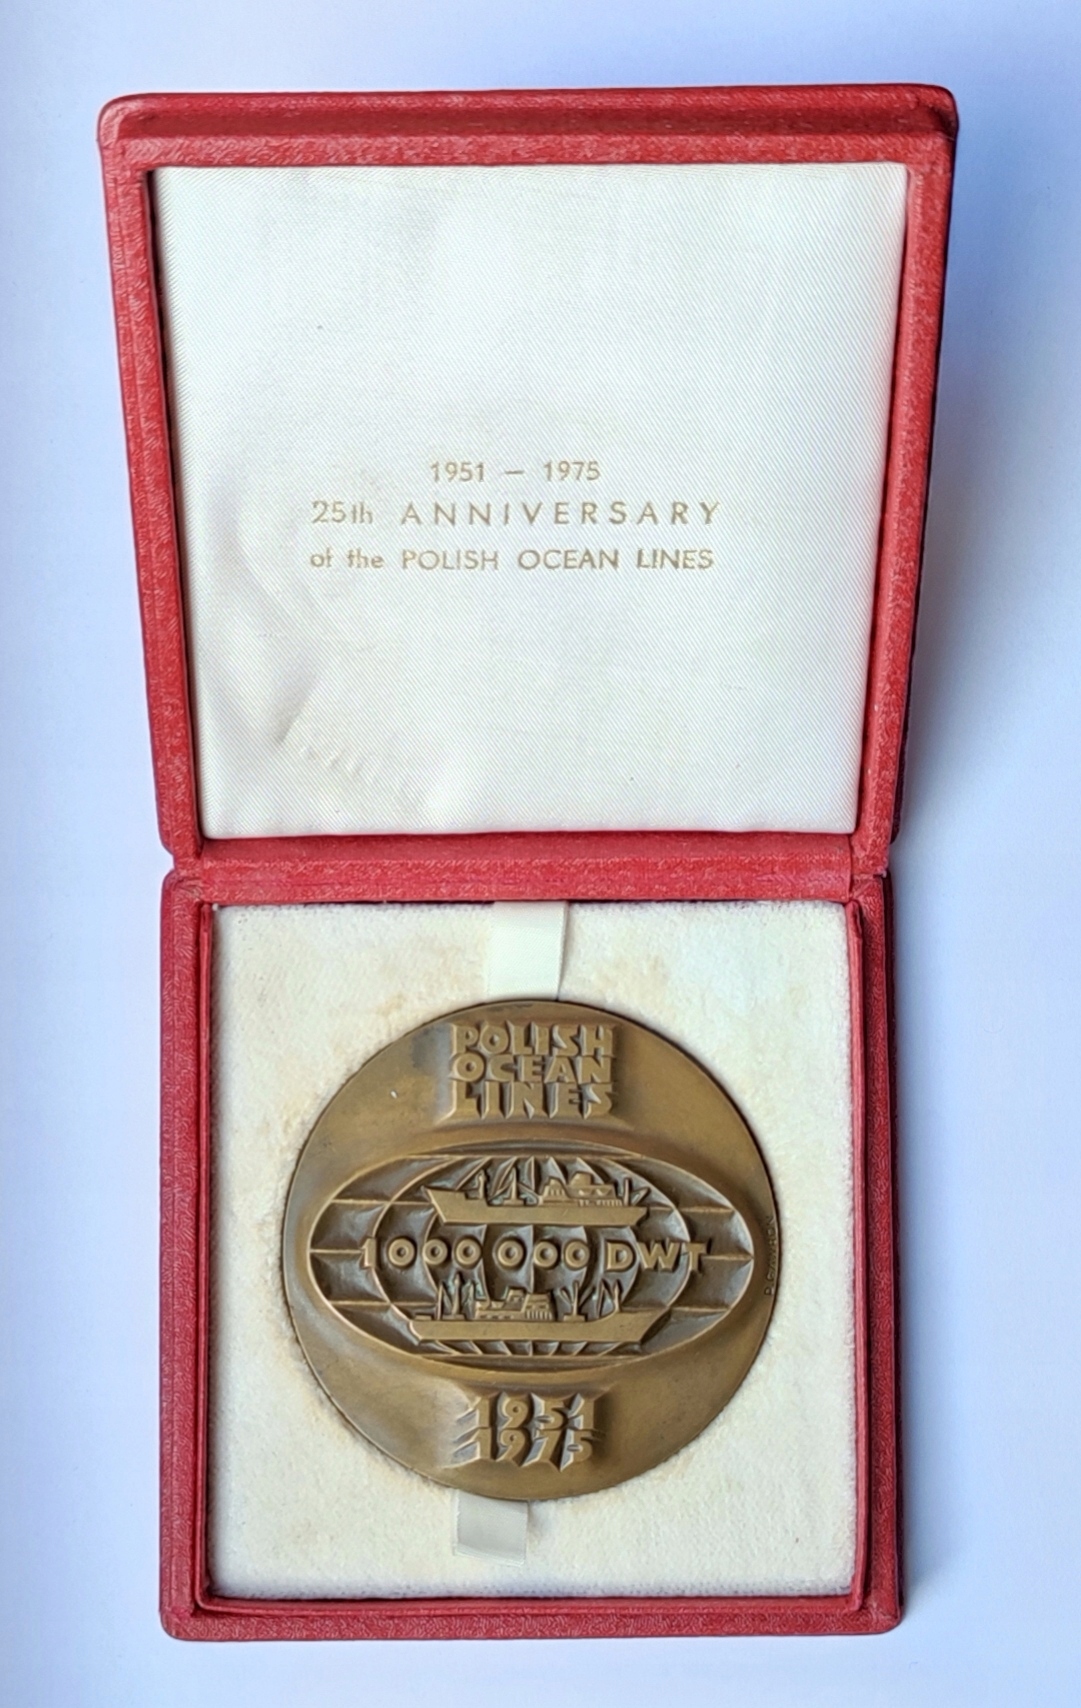 1951 – 1975
25th ANNIVERSARY
of the POLISH OCEAN LINES
POLISH
OCEAN
LINES
1 000 000 DWT
1951
1975